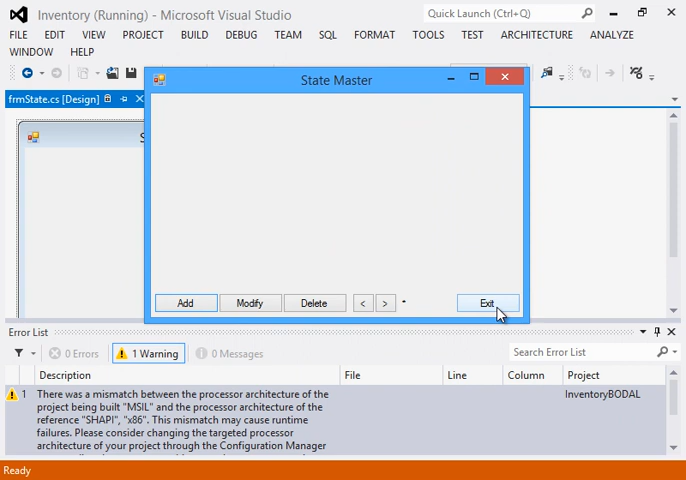 Inventory (Running) - Microsoft Visual Studio
Quick Launch (Ctrl+Q)
FILE EDIT VIEW PROJECT BUILD DEBUG TEAM SQL FORMAT TOOLS TEST ARCHITECTURE ANALYZE
WINDOW HELP
State Master
frmState.cs [Design]
S
Add Modify Delete < > Exit
Error List
0 Errors 1 Warning 0 Messages Search Error List
Description File Line Column Project
1 There was a mismatch between the processor architecture of the InventoryBODAL
project being built "MSIL" and the processor architecture of the
reference "SHAPI", "x86". This mismatch may cause runtime
failures. Please consider changing the targeted processor
architecture of your project through the Configuration Manager
Ready